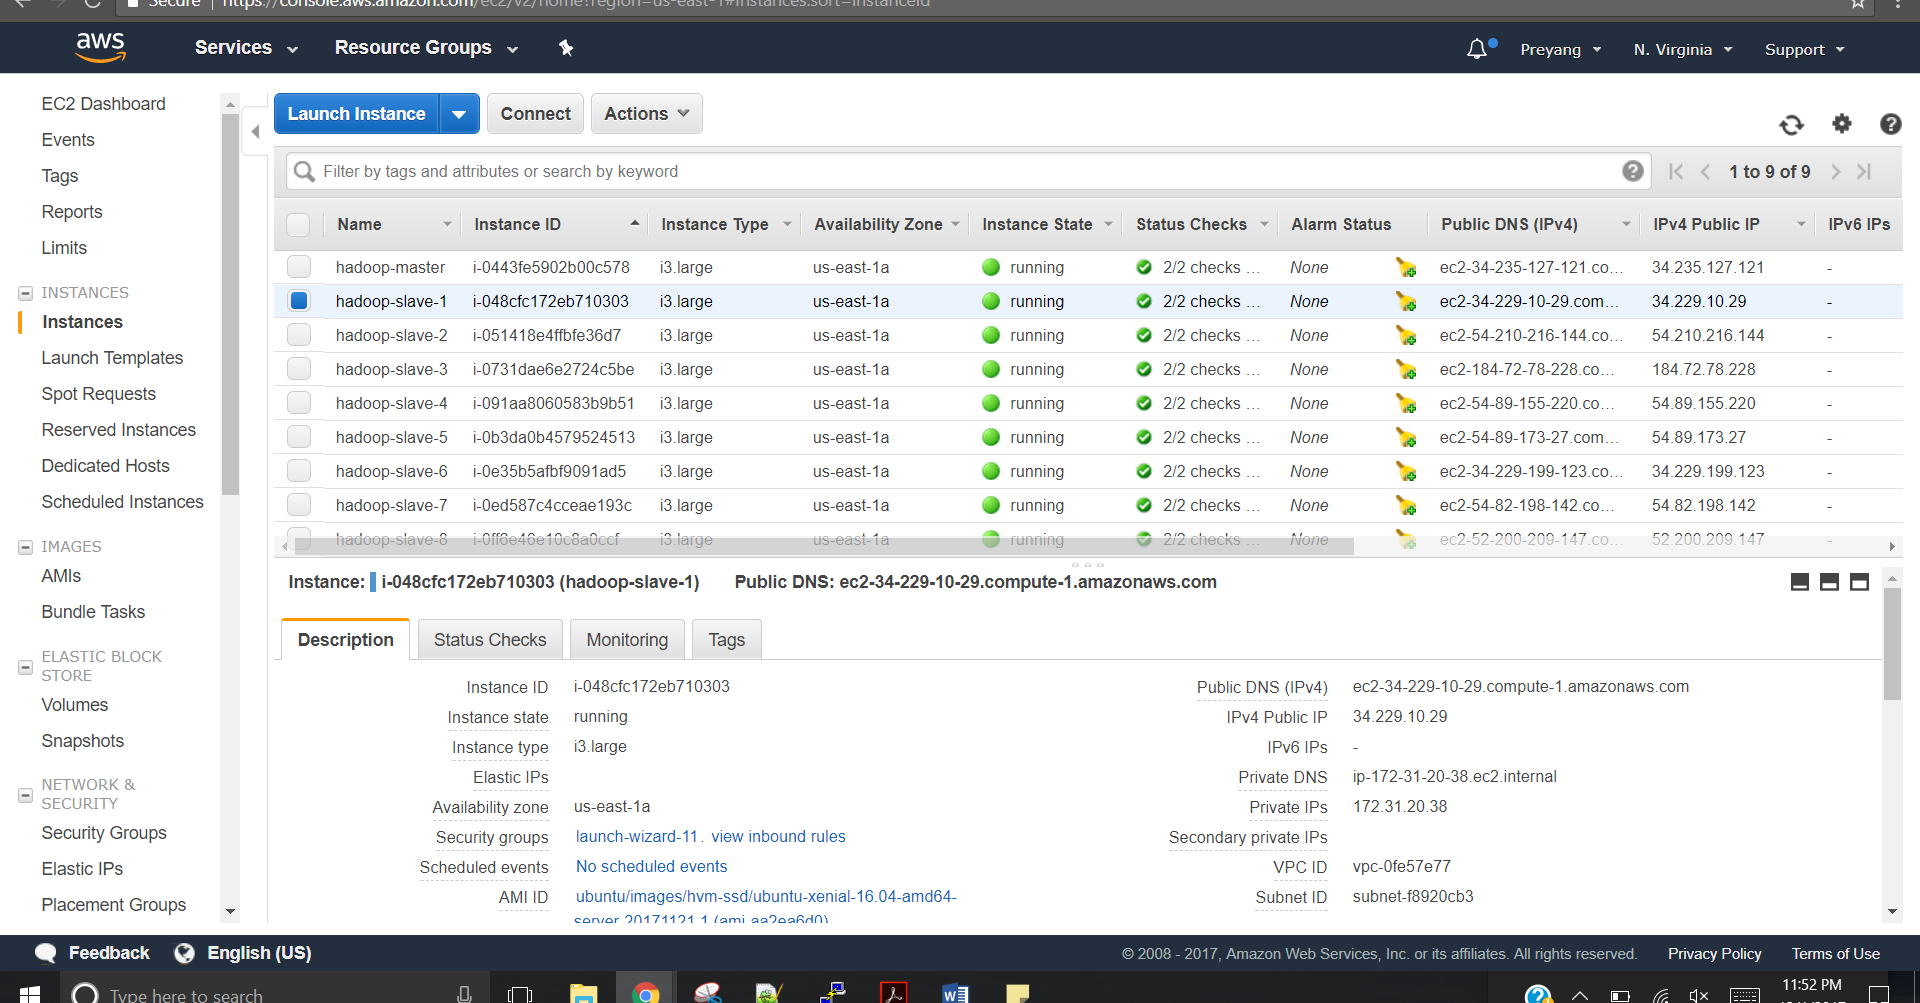 Secure | https://console.aws.amazon.com/ec2/v2/home?region=us-east-1#Instances:sort=instanceId
aws Services Resource Groups Preyang N. Virginia Support
EC2 Dashboard
Events
Tags
Reports
Limits
INSTANCES
Instances
Launch Templates
Spot Requests
Reserved Instances
Dedicated Hosts
Scheduled Instances
IMAGES
AMIs
Bundle Tasks
ELASTIC BLOCK
STORE
Volumes
Snapshots
NETWORK &
SECURITY
Security Groups
Elastic IPs
Placement Groups
Launch Instance Connect Actions
Filter by tags and attributes or search by keyword 1 to 9 of 9
Name Instance ID Instance Type Availability Zone Instance State Status Checks Alarm Status Public DNS (IPv4) IPv4 Public IP IPv6 IPs
hadoop-master i-0443fe5902b00c578 i3.large us-east-1a running 2/2 checks ... None ec2-34-235-127-121.co... 34.235.127.121 -
hadoop-slave-1 i-048cfc172eb710303 i3.large us-east-1a running 2/2 checks ... None ec2-34-229-10-29.com... 34.229.10.29 -
hadoop-slave-2 i-051418e4ffbfe36d7 i3.large us-east-1a running 2/2 checks ... None ec2-54-210-216-144.co... 54.210.216.144 -
hadoop-slave-3 i-0731dae6e2724c5be i3.large us-east-1a running 2/2 checks ... None ec2-184-72-78-228.co... 184.72.78.228 -
hadoop-slave-4 i-091aa8060583b9b51 i3.large us-east-1a running 2/2 checks ... None ec2-54-89-155-220.co... 54.89.155.220 -
hadoop-slave-5 i-0b3da0b4579524513 i3.large us-east-1a running 2/2 checks ... None ec2-54-89-173-27.com... 54.89.173.27 -
hadoop-slave-6 i-0e35b5afbf9091ad5 i3.large us-east-1a running 2/2 checks ... None ec2-34-229-199-123.co... 34.229.199.123 -
hadoop-slave-7 i-0ed587c4cceae193c i3.large us-east-1a running 2/2 checks ... None ec2-54-82-198-142.co... 54.82.198.142 -
hadoop-slave-8 i-0ff6e46e10c8a0ccf i3.large us-east-1a running 2/2 checks ... None ec2-52-200-209-147.co... 52.200.209.147 -
Instance: i-048cfc172eb710303 (hadoop-slave-1) Public DNS: ec2-34-229-10-29.compute-1.amazonaws.com
Description Status Checks Monitoring Tags
Instance ID i-048cfc172eb710303 Public DNS (IPv4) ec2-34-229-10-29.compute-1.amazonaws.com
Instance state running IPv4 Public IP 34.229.10.29
Instance type i3.large IPv6 IPs -
Elastic IPs Private DNS ip-172-31-20-38.ec2.internal
Availability zone us-east-1a Private IPs 172.31.20.38
Security groups launch-wizard-11. view inbound rules Secondary private IPs
Scheduled events No scheduled events VPC ID vpc-0fe57e77
AMI ID ubuntu/images/hvm-ssd/ubuntu-xenial-16.04-amd64- Subnet ID subnet-f8920cb3
server-20171121.1 (ami-aa2ea6d0)
Feedback English (US) © 2008 - 2017, Amazon Web Services, Inc. or its affiliates. All rights reserved. Privacy Policy Terms of Use
Type here to search 11:52 PM